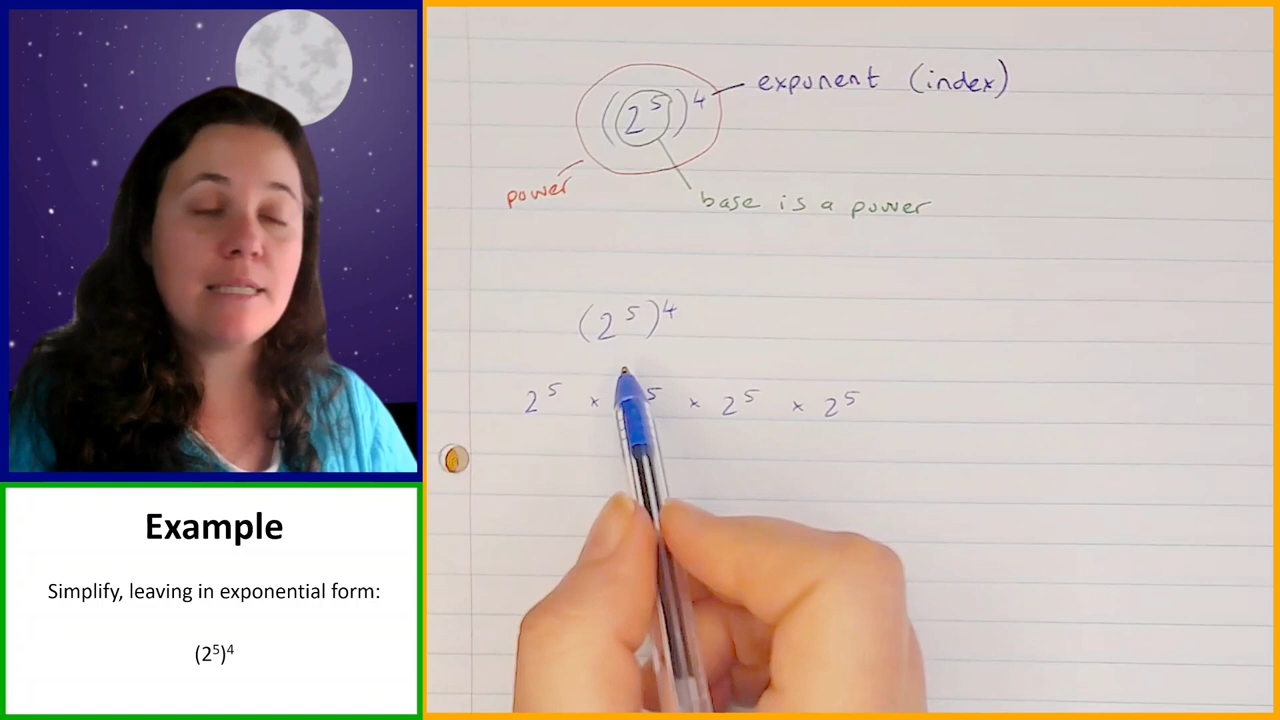 exponent (index)
((2⁵))⁴
power
base is a power
(2⁵)⁴
2⁵ × 2⁵ × 2⁵ × 2⁵
Example
Simplify, leaving in exponential form:
(2⁵)⁴